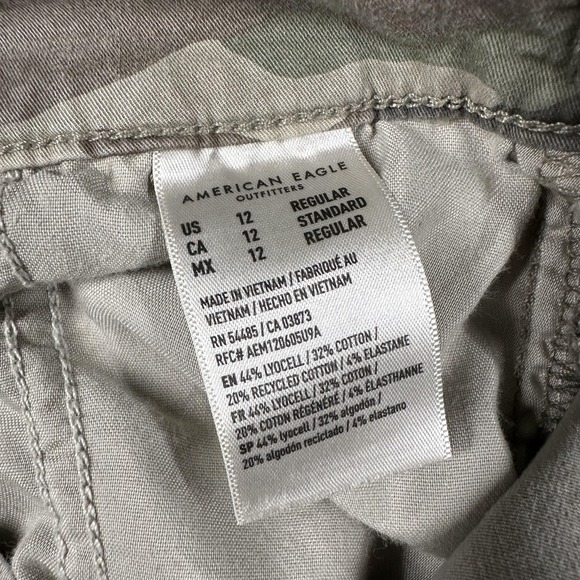 AMERICAN EAGLE
OUTFITTERS
US 12 REGULAR
CA 12 STANDARD
MX 12 REGULAR
MADE IN VIETNAM / FABRIQUÉ AU
VIETNAM / HECHO EN VIETNAM
RN 54485 / CA 03873
RFC# AEM120605U9A
EN 44% LYOCELL / 32% COTTON /
20% RECYCLED COTTON / 4% ELASTANE
FR 44% LYOCELL / 32% COTON /
20% COTON RÉGÉNÉRÉ / 4% ÉLASTHANNE
SP 44% lyocell / 32% algodón /
20% algodón reciclado / 4% elastano